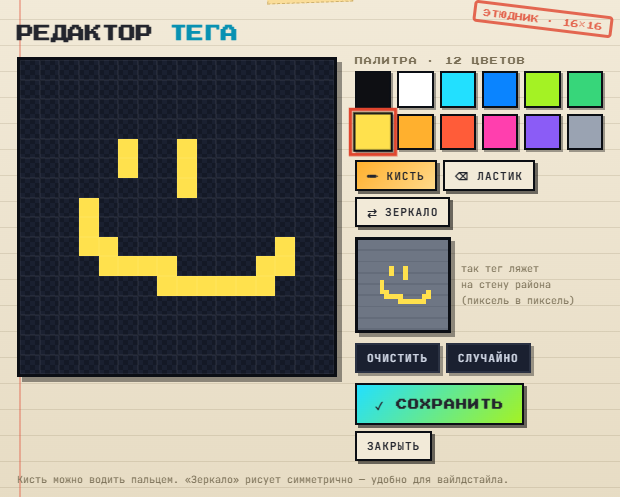 РЕДАКТОР ТЕГА
ЭТЮДНИК · 16×16
ПАЛИТРА · 12 ЦВЕТОВ
КИСТЬ
ЛАСТИК
ЗЕРКАЛО
так тег ляжет
на стену района
(пиксель в пиксель)
ОЧИСТИТЬ
СЛУЧАЙНО
✓ СОХРАНИТЬ
ЗАКРЫТЬ
Кисть можно водить пальцем. «Зеркало» рисует симметрично — удобно для вайлдстайла.